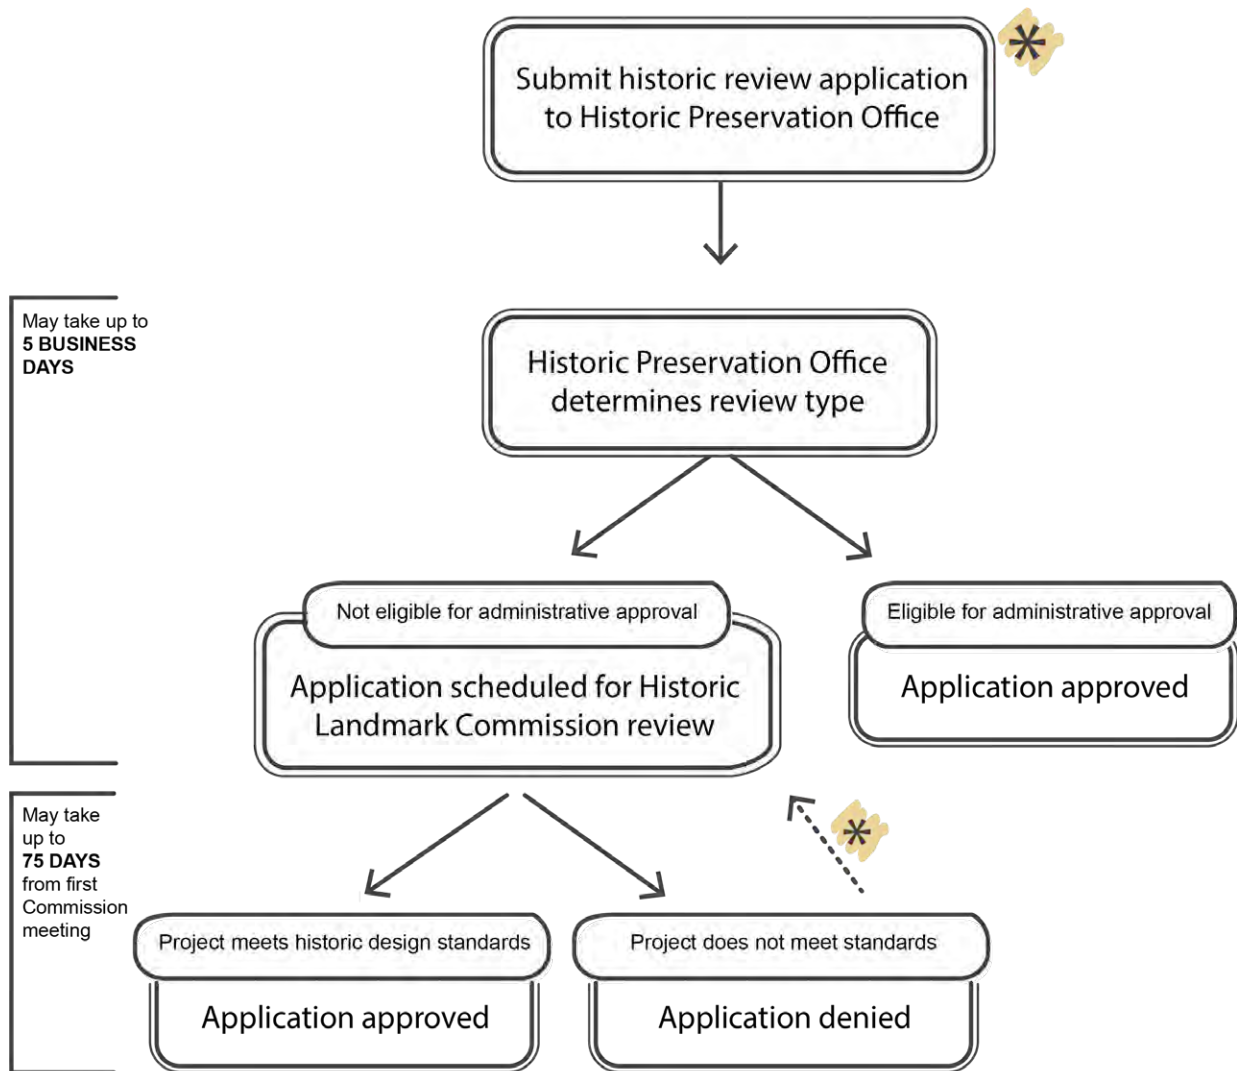 Submit historic review application
to Historic Preservation Office
*
May take up to
5 BUSINESS
DAYS
Historic Preservation Office
determines review type
Not eligible for administrative approval
Application scheduled for Historic
Landmark Commission review
Eligible for administrative approval
Application approved
May take
up to
75 DAYS
from first
Commission
meeting
*
Project meets historic design standards
Application approved
Project does not meet standards
Application denied